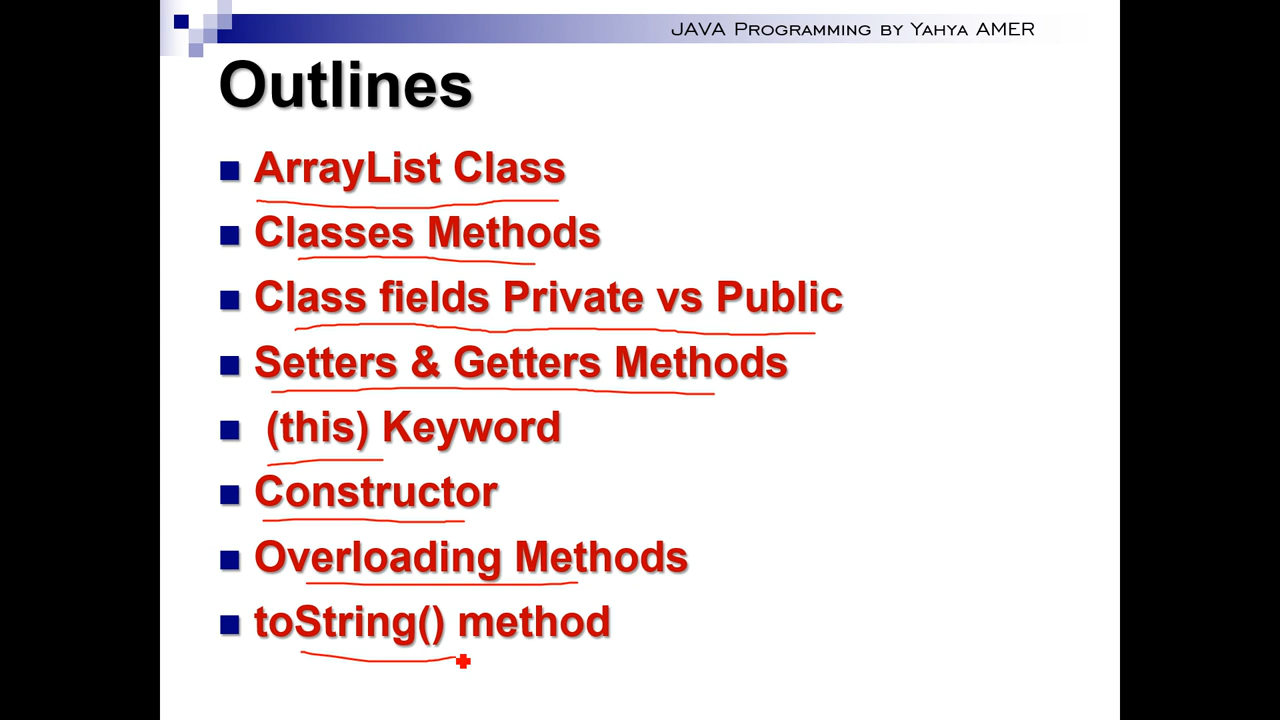 JAVA Programming by Yahya AMER
Outlines
ArrayList Class
Classes Methods
Class fields Private vs Public
Setters & Getters Methods
(this) Keyword
Constructor
Overloading Methods
toString() method